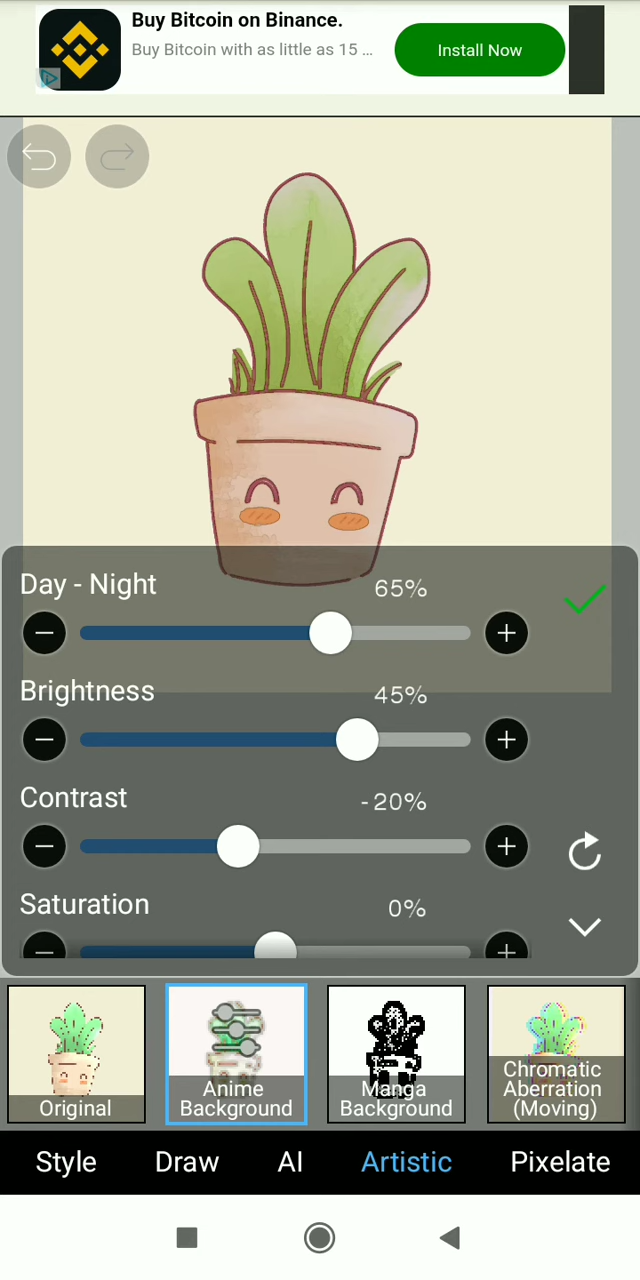 Buy Bitcoin on Binance.
Buy Bitcoin with as little as 15 ...
Install Now
Day - Night
65%
Brightness
45%
Contrast
-20%
Saturation
0%
Original
Anime
Background
Manga
Background
Chromatic
Aberration
(Moving)
Style
Draw
AI
Artistic
Pixelate